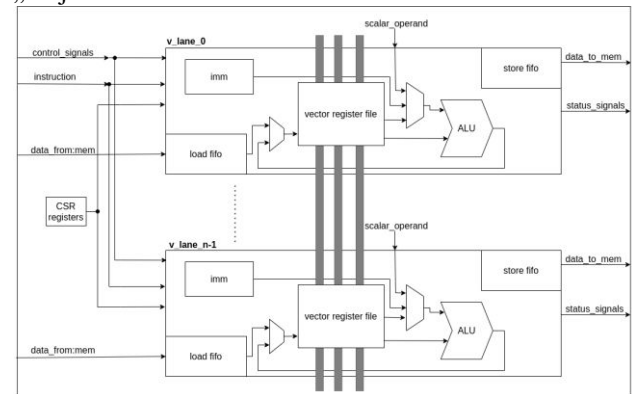 scalar_operand
v_lane_0
control_signals
imm
store fifo
data_to_mem
instruction
vector register file
ALU
status_signals
data_from:mem
load fifo
CSR
registers
scalar_operand
v_lane_n-1
imm
store fifo
data_to_mem
vector register file
ALU
status_signals
data_from:mem
load fifo